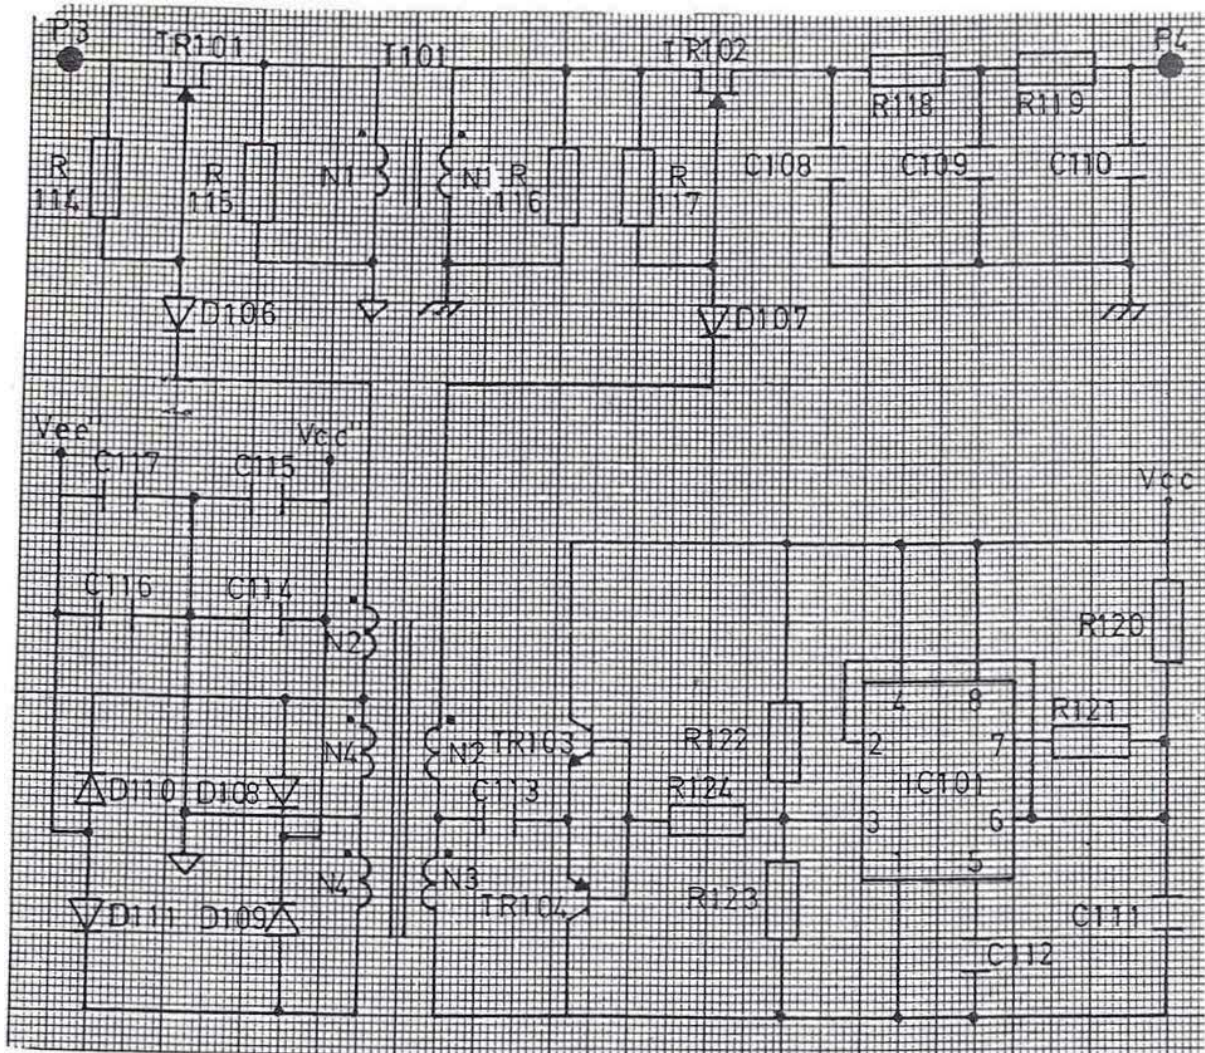 P3 TR101 T101 TR102 P4
R118 R119
R
114
R
115
N1
N1
R
116
R
117
C108 C109 C110
D106 D107
Vee" Vcc"
C117 C115
Vcc
C116 C114
N2
R120
R121
4 8
N4 N2 TR103 R122 2 7
D110 D108 C113 R124 IC101
3 6
1 5
N4 N3 TR104 R123
D111 D109 C111
C112